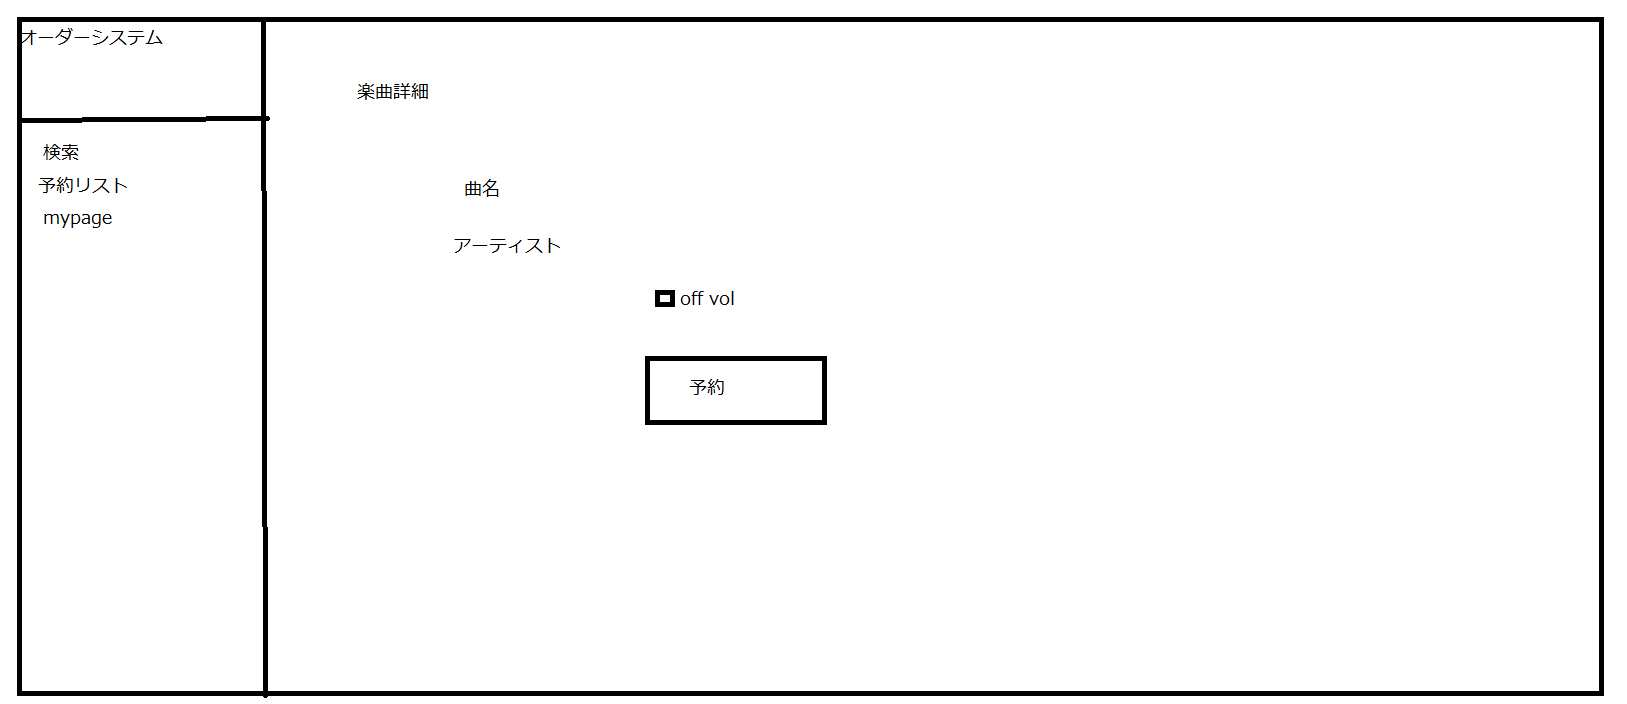 オーダーシステム
検索
予約リスト
mypage
楽曲詳細
曲名
アーティスト
off vol
予約